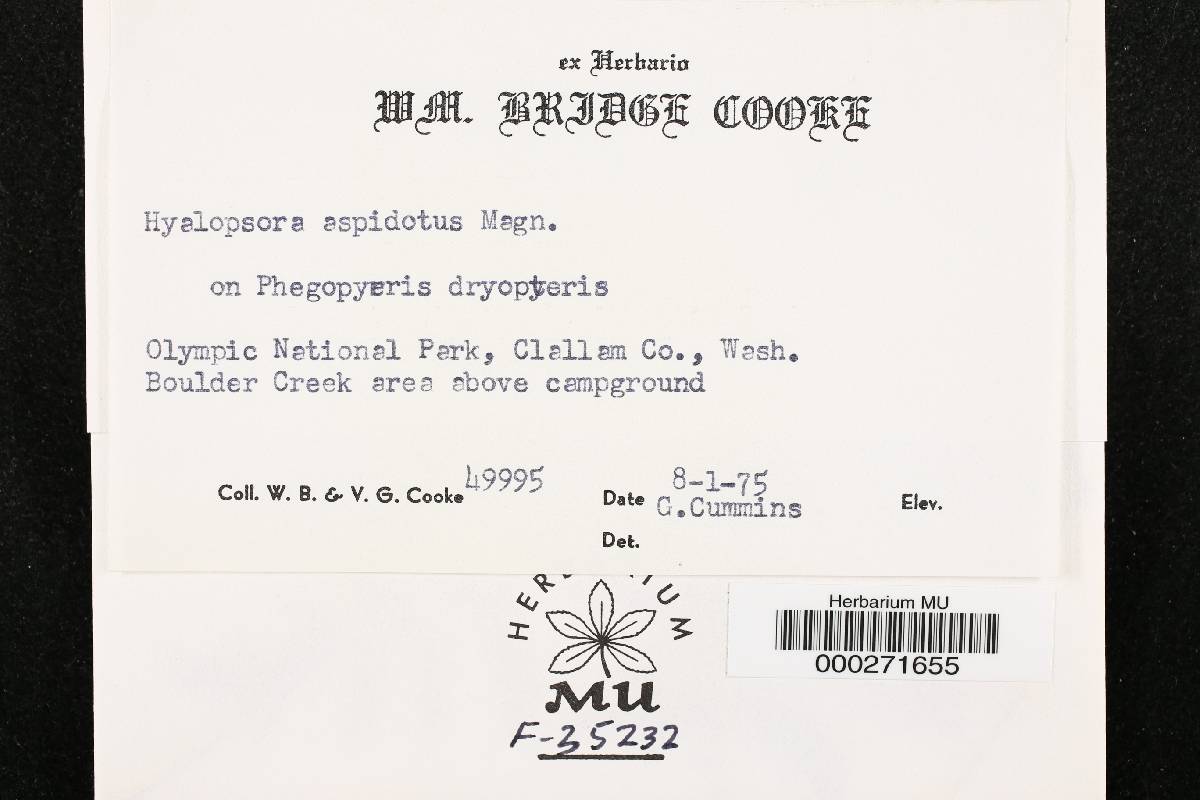 ex Herbario
WM. BRIDGE COOKE
Hyalopsora aspidotus Magn.
on Phegopyeris dryopteris
Olympic National Park, Clallam Co., Wash.
Boulder Creek area above campground
Coll. W. B. & V. G. Cooke 49995
Date 8-1-75
G.Cummins
Elev.
Det.
MU
F-35232
Herbarium MU
000271655